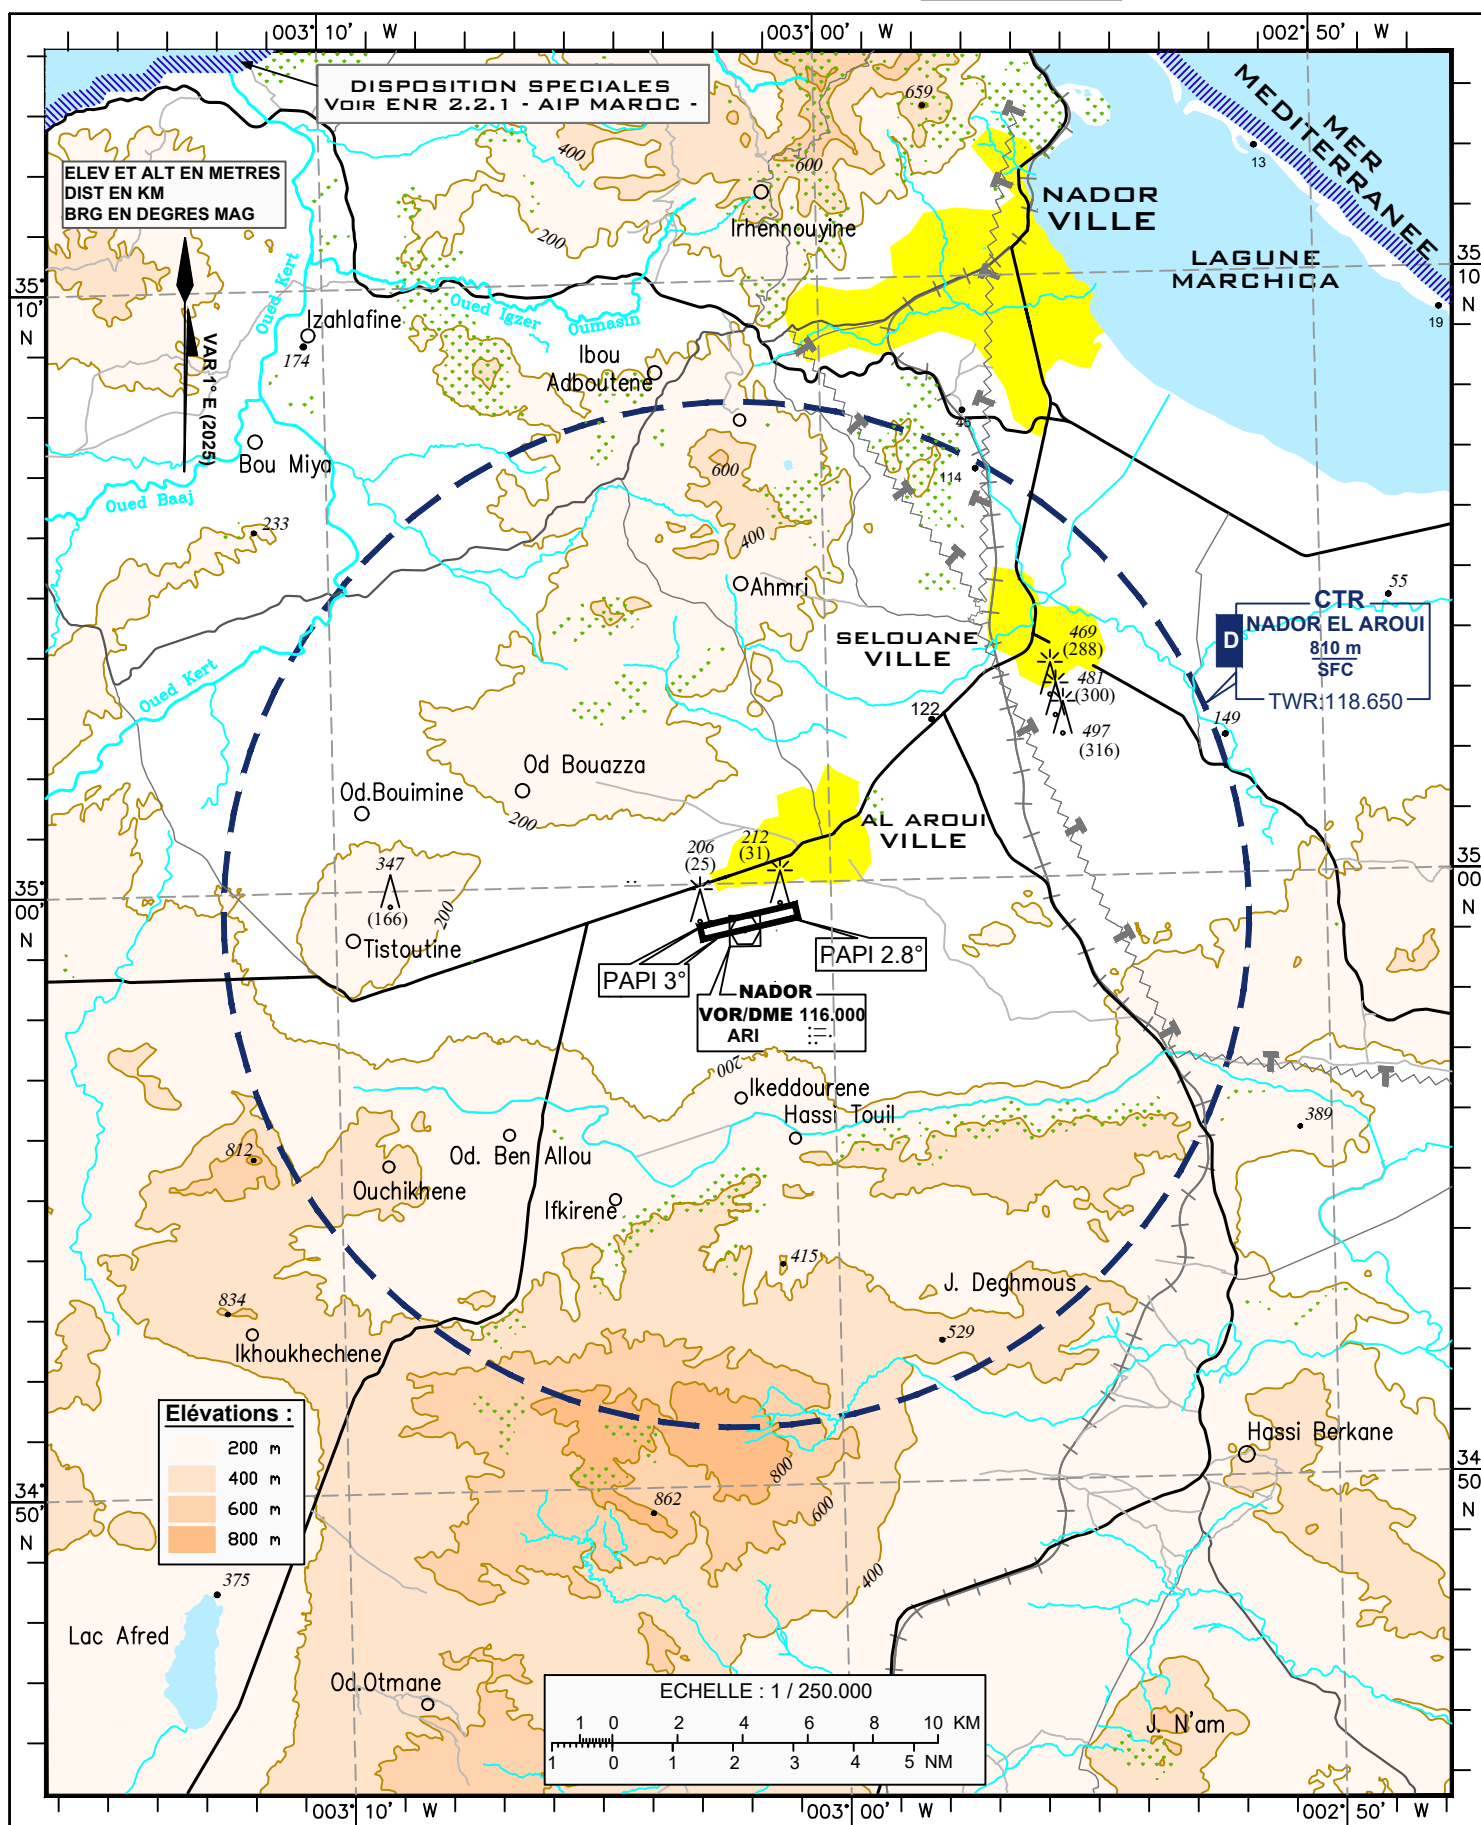 003° 10' W
003° 00' W
002° 50' W
DISPOSITION SPECIALES
VOIR ENR 2.2.1 - AIP MAROC -
659
MER
MEDITERRANEE
13
400
600
ELEV ET ALT EN METRES
DIST EN KM
BRG EN DEGRES MAG
NADOR
VILLE
Irhennouyine
200
LAGUNE
MARCHICA
35°
10'
N
35
10
N
19
Oued Kert
Izahlafine
174
Oued Igzer
Oumasin
VAR 1° E (2025)
Ibou
Adboutene
45
Bou Miya
600
114
Oued Baaj
233
400
Ahmri
55
CTR
NADOR EL AROUI
810 m
SFC
TWR:118.650
D
SELOUANE
VILLE
469
(288)
481
(300)
497
(316)
Oued Kert
122
149
Od Bouazza
Od.Bouimine
200
AL AROUI
VILLE
206
(25)
212
(31)
347
(166)
200
35°
00'
N
35
00
N
Tistoutine
PAPI 3°
PAPI 2.8°
NADOR
VOR/DME 116.000
ARI
200
Ikeddourene
Hassi Touil
389
812
Od. Ben Allou
Ouchikhene
Ifkirene
415
J. Deghmous
834
529
Ikhoukhechene
Elévations :
200 m
400 m
600 m
800 m
Hassi Berkane
800
862
600
34°
50'
N
34
50
N
400
375
Lac Afred
Od.Otmane
J. N'am
ECHELLE : 1 / 250.000
1 0 2 4 6 8 10 KM
1 0 1 2 3 4 5 NM
003° 10' W
003° 00' W
002° 50' W